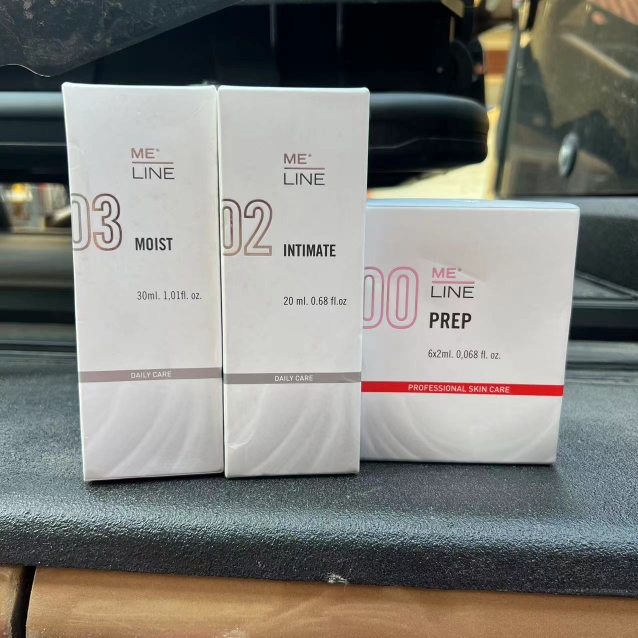 ME*
LINE
03
MOIST
30ml. 1,01fl. oz.
DAILY CARE
ME*
LINE
02
INTIMATE
20 ml. 0.68 fl.oz
DAILY CARE
ME*
LINE
00
PREP
6x2ml. 0,068 fl. oz.
PROFESSIONAL SKIN CARE